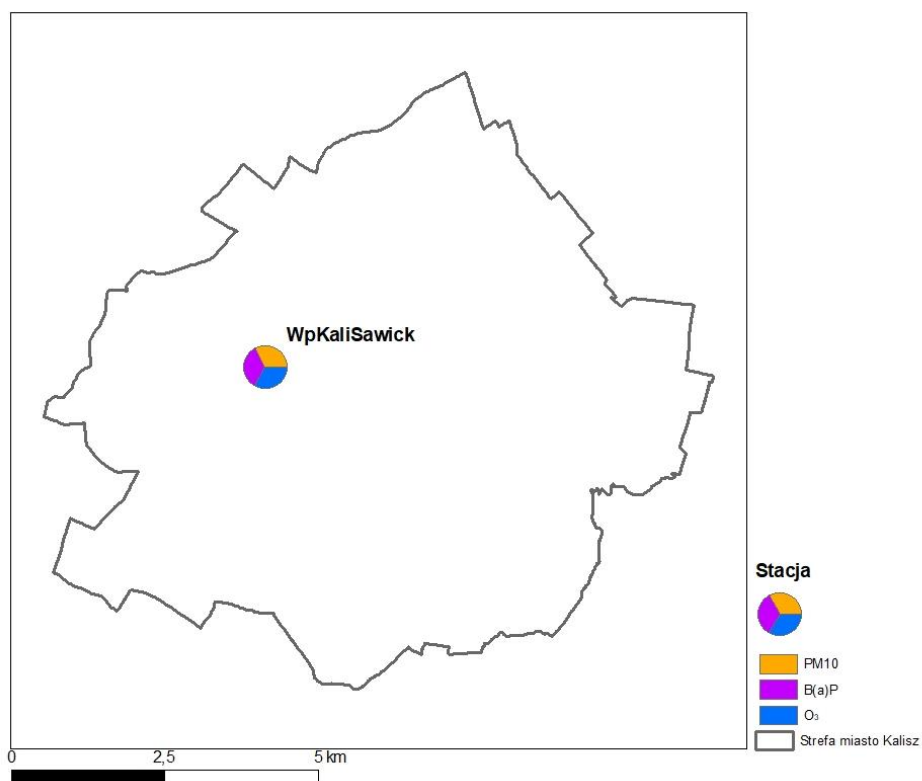 WpKaliSawick
Stacja
PM10
B(a)P
O₃
Strefa miasto Kalisz
0 2,5 5 km